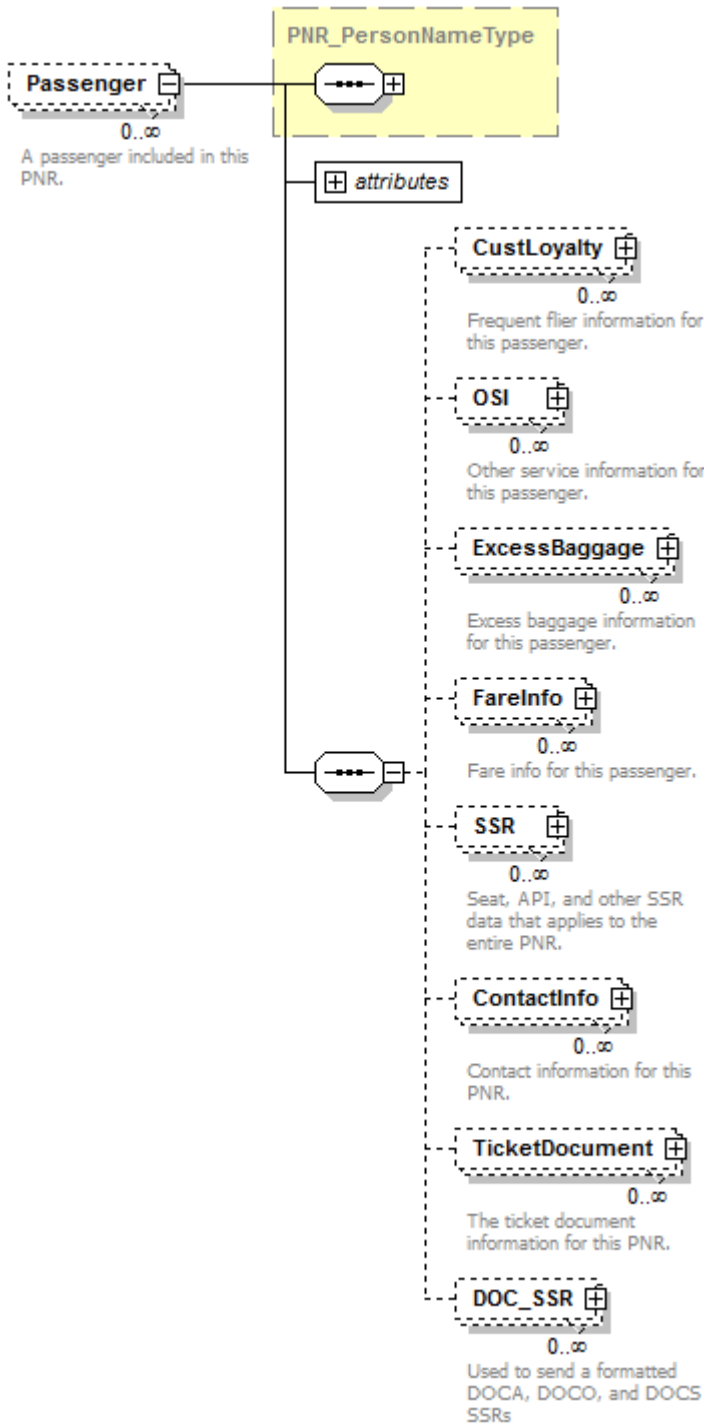 PNR_PersonNameType
Passenger
0..∞
A passenger included in this
PNR.
attributes
CustLoyalty
0..∞
Frequent flier information for
this passenger.
OSI
0..∞
Other service information for
this passenger.
ExcessBaggage
0..∞
Excess baggage information
for this passenger.
FareInfo
0..∞
Fare info for this passenger.
SSR
0..∞
Seat, API, and other SSR
data that applies to the
entire PNR.
ContactInfo
0..∞
Contact information for this
PNR.
TicketDocument
0..∞
The ticket document
information for this PNR.
DOC_SSR
0..∞
Used to send a formatted
DOCA, DOCO, and DOCS
SSRs